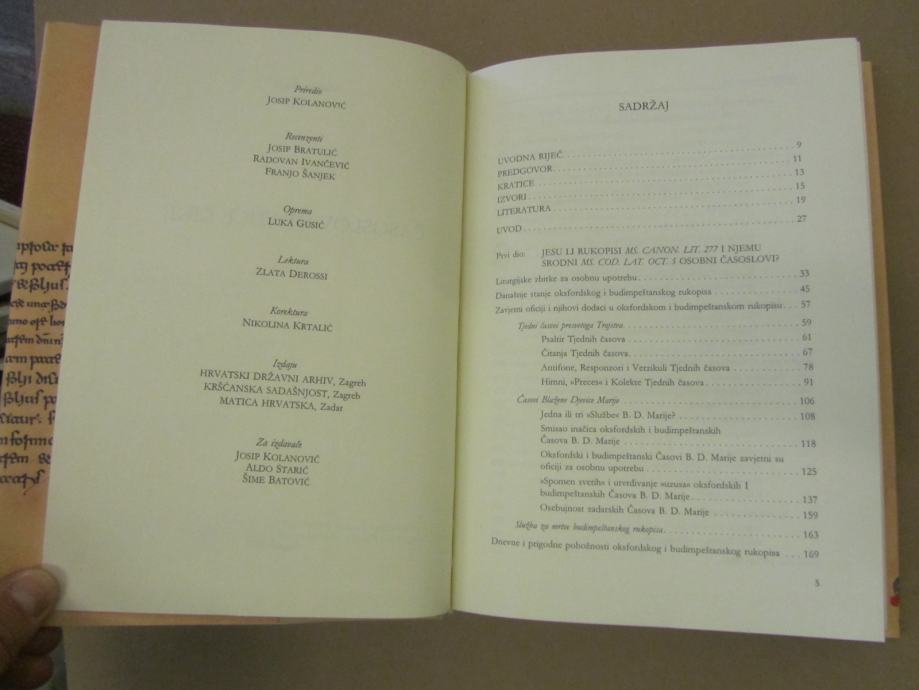 Priredio
JOSIP KOLANOVIĆ
Recenzenti
JOSIP BRATULIĆ
RADOVAN IVANČEVIĆ
FRANJO ŠANJEK
Oprema
LUKA GUSIĆ
Lektura
ZLATA DEROSSI
Korektura
NIKOLINA KRTALIĆ
Izdaju
HRVATSKI DRŽAVNI ARHIV, Zagreb
KRŠĆANSKA SADAŠNJOST, Zagreb
MATICA HRVATSKA, Zadar
Za izdavače
JOSIP KOLANOVIĆ
ALDO STARIĆ
ŠIME BATOVIĆ
SADRŽAJ
UVODNA RIJEČ 9
PREDGOVOR 11
KRATICE 13
IZVORI 15
LITERATURA 19
UVOD 27
Prvi dio: JESU LI RUKOPISI MS. CANON. LIT. 277 I NJEMU
SRODNI MS. COD. LAT. OCT. 5 OSOBNI ČASOSLOVI?
Liturgijske zbirke za osobnu upotrebu 33
Današnje stanje oksfordskog i budimpeštanskog rukopisa 45
Zavjetni oficiji i njihovi dodaci u oksfordskom i budimpeštanskom rukopisu 57
Tjedni časovi presvetoga Trojstva 59
Psaltir Tjednih časova 61
Čitanja Tjednih časova 67
Antifone, Responzori i Verzikuli Tjednih časova 78
Himni, »Preces« i Kolekte Tjednih časova 91
Časovi Blažene Djevice Marije 106
Jedna ili tri »Službe« B. D. Marije? 108
Smisao inačica oksfordskih i budimpeštanskih
Časova B. D. Marije 118
Oksfordski i budimpeštanski Časovi B. D. Marije zavjetni su
oficiji za osobnu upotrebu 125
»Spomen svetih« i utvrđivanje »uzusa« oksfordskih I
budimpeštanskih Časova B. D. Marije 137
Osebujnost zadarskih Časova B. D. Marije 159
Služba za mrtve budimpeštanskog rukopisa 163
Dnevne i prigodne pobožnosti oksfordskog i budimpeštanskog rukopisa 169
5